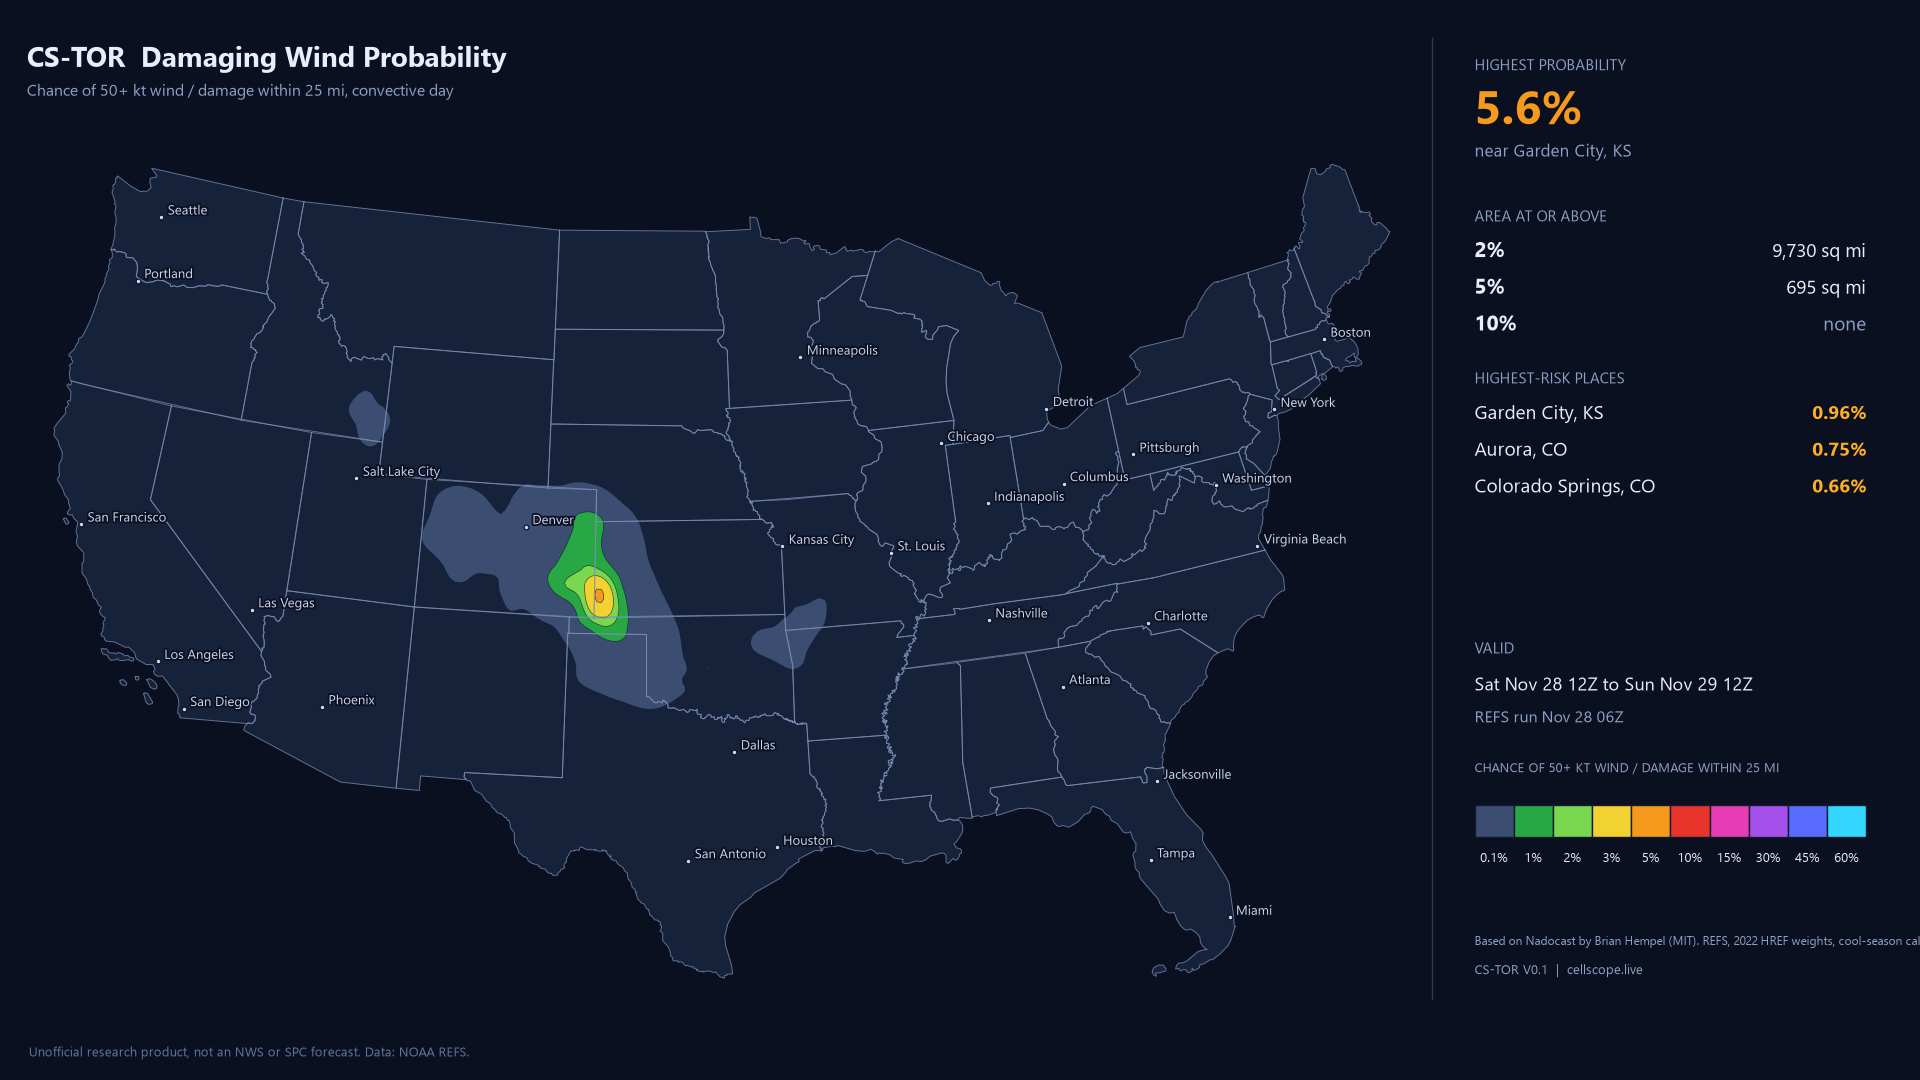 CS-TOR  Damaging Wind Probability
Chance of 50+ kt wind / damage within 25 mi, convective day
Seattle
Portland
Minneapolis
Boston
Detroit
New York
Chicago
Pittsburgh
Salt Lake City
Columbus
Washington
Indianapolis
San Francisco
Denver
Kansas City
St. Louis
Virginia Beach
Las Vegas
Nashville
Charlotte
Los Angeles
Phoenix
San Diego
Atlanta
Dallas
Jacksonville
Houston
San Antonio
Tampa
Miami
HIGHEST PROBABILITY
5.6%
near Garden City, KS
AREA AT OR ABOVE
2% 9,730 sq mi
5% 695 sq mi
10% none
HIGHEST-RISK PLACES
Garden City, KS 0.96%
Aurora, CO 0.75%
Colorado Springs, CO 0.66%
VALID
Sat Nov 28 12Z to Sun Nov 29 12Z
REFS run Nov 28 06Z
CHANCE OF 50+ KT WIND / DAMAGE WITHIN 25 MI
0.1% 1% 2% 3% 5% 10% 15% 30% 45% 60%
Based on Nadocast by Brian Hempel (MIT). REFS, 2022 HREF weights, cool-season cal
CS-TOR V0.1 | cellscope.live
Unofficial research product, not an NWS or SPC forecast. Data: NOAA REFS.